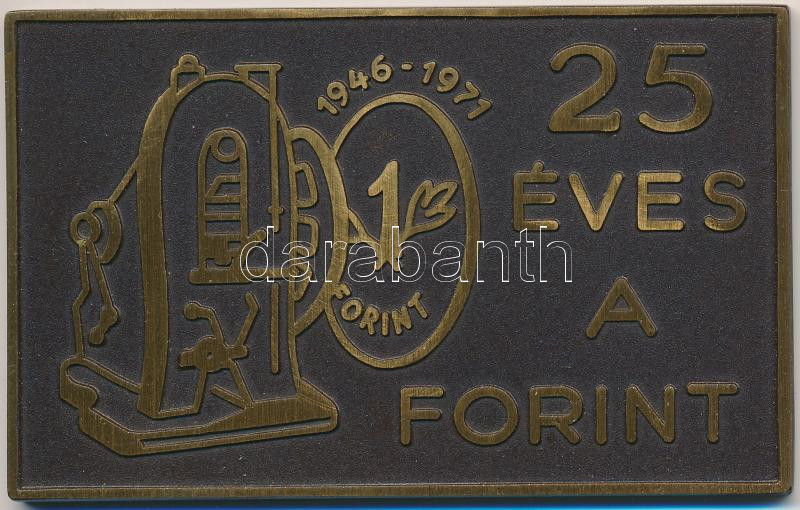 1946-1971
25
ÉVES
A
FORINT
1
FORINT
darabanth